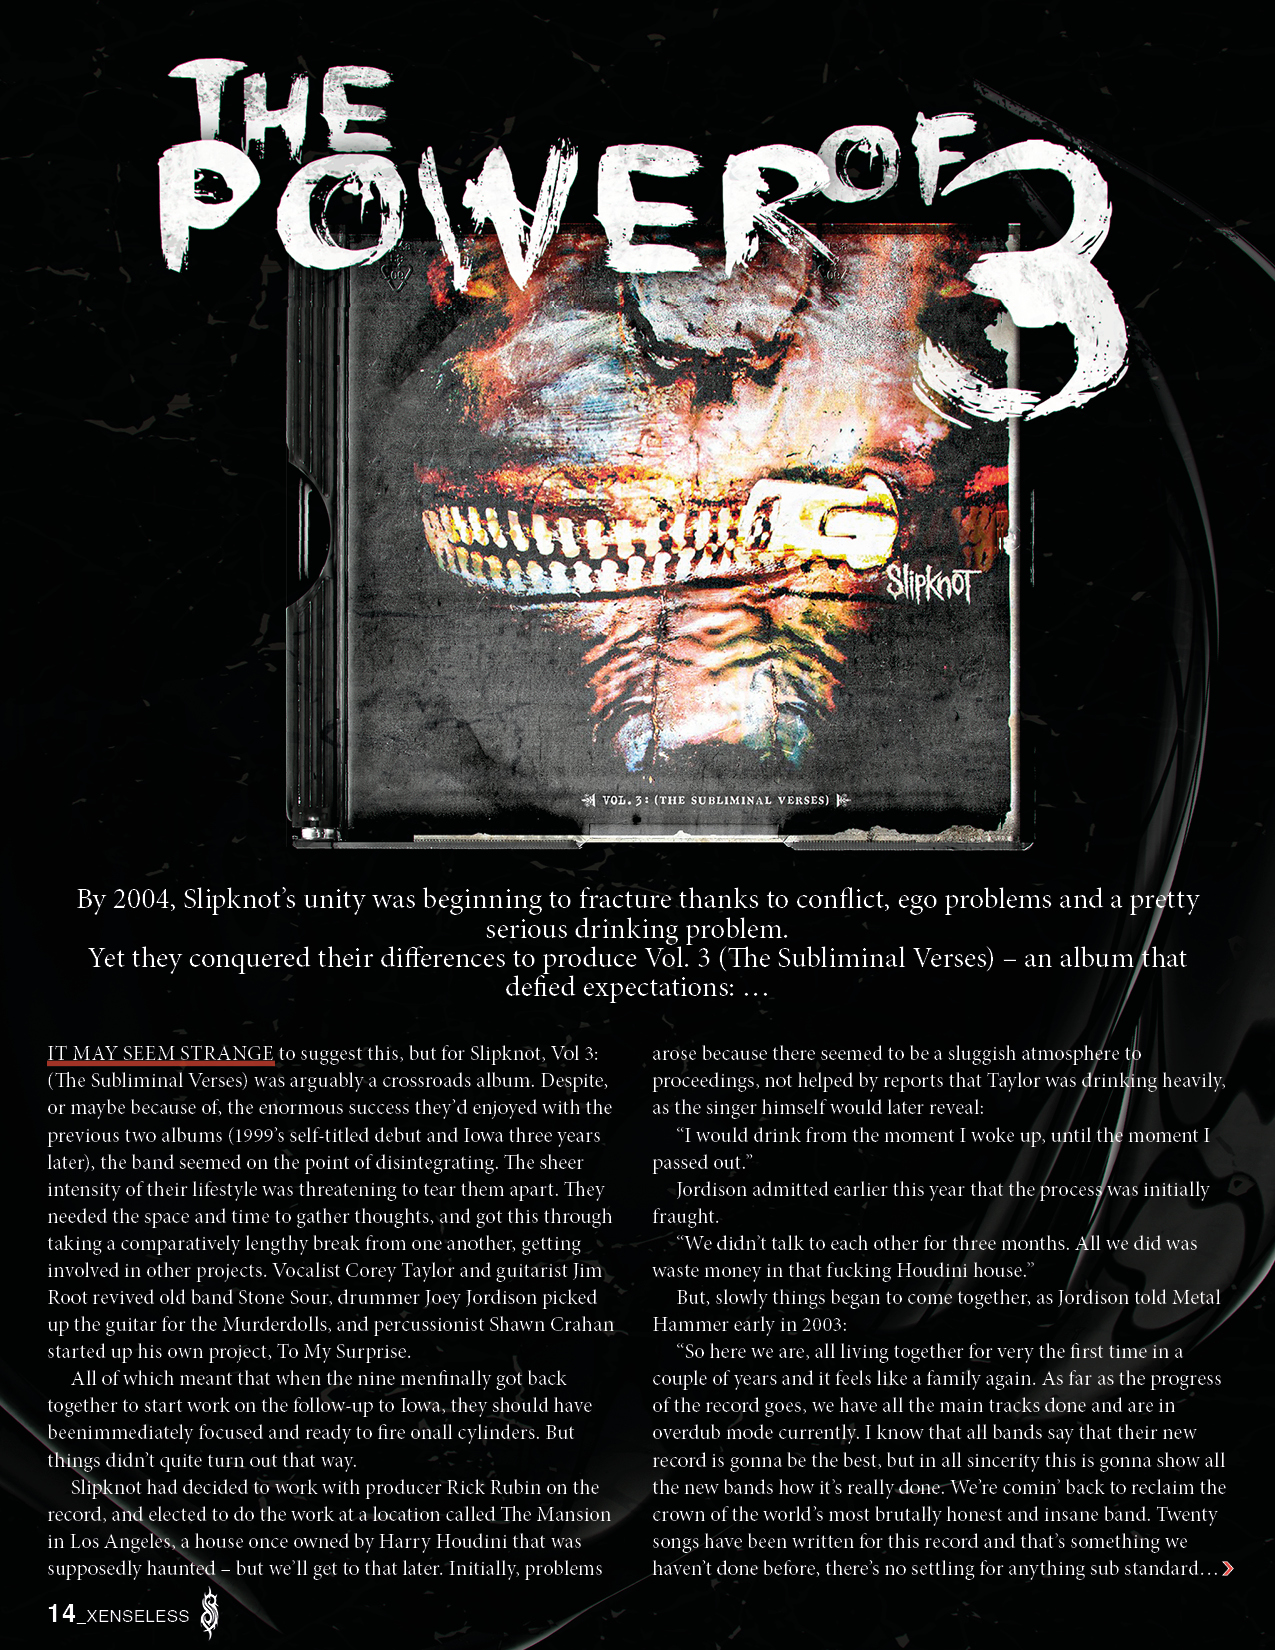 THE
POWER OF 3
Slipknot
VOL. 3: (THE SUBLIMINAL VERSES)
By 2004, Slipknot’s unity was beginning to fracture thanks to conflict, ego problems and a pretty
serious drinking problem.
Yet they conquered their differences to produce Vol. 3 (The Subliminal Verses) – an album that
defied expectations: …
IT MAY SEEM STRANGE to suggest this, but for Slipknot, Vol 3:
(The Subliminal Verses) was arguably a crossroads album. Despite,
or maybe because of, the enormous success they’d enjoyed with the
previous two albums (1999’s self-titled debut and Iowa three years
later), the band seemed on the point of disintegrating. The sheer
intensity of their lifestyle was threatening to tear them apart. They
needed the space and time to gather thoughts, and got this through
taking a comparatively lengthy break from one another, getting
involved in other projects. Vocalist Corey Taylor and guitarist Jim
Root revived old band Stone Sour, drummer Joey Jordison picked
up the guitar for the Murderdolls, and percussionist Shawn Crahan
started up his own project, To My Surprise.
All of which meant that when the nine menfinally got back
together to start work on the follow-up to Iowa, they should have
beenimmediately focused and ready to fire onall cylinders. But
things didn’t quite turn out that way.
Slipknot had decided to work with producer Rick Rubin on the
record, and elected to do the work at a location called The Mansion
in Los Angeles, a house once owned by Harry Houdini that was
supposedly haunted – but we’ll get to that later. Initially, problems
arose because there seemed to be a sluggish atmosphere to
proceedings, not helped by reports that Taylor was drinking heavily,
as the singer himself would later reveal:
“I would drink from the moment I woke up, until the moment I
passed out.”
Jordison admitted earlier this year that the process was initially
fraught.
“We didn’t talk to each other for three months. All we did was
waste money in that fucking Houdini house.”
But, slowly things began to come together, as Jordison told Metal
Hammer early in 2003:
“So here we are, all living together for very the first time in a
couple of years and it feels like a family again. As far as the progress
of the record goes, we have all the main tracks done and are in
overdub mode currently. I know that all bands say that their new
record is gonna be the best, but in all sincerity this is gonna show all
the new bands how it’s really done. We’re comin’ back to reclaim the
crown of the world’s most brutally honest and insane band. Twenty
songs have been written for this record and that’s something we
haven’t done before, there’s no settling for anything sub standard…
14_XENSELESS